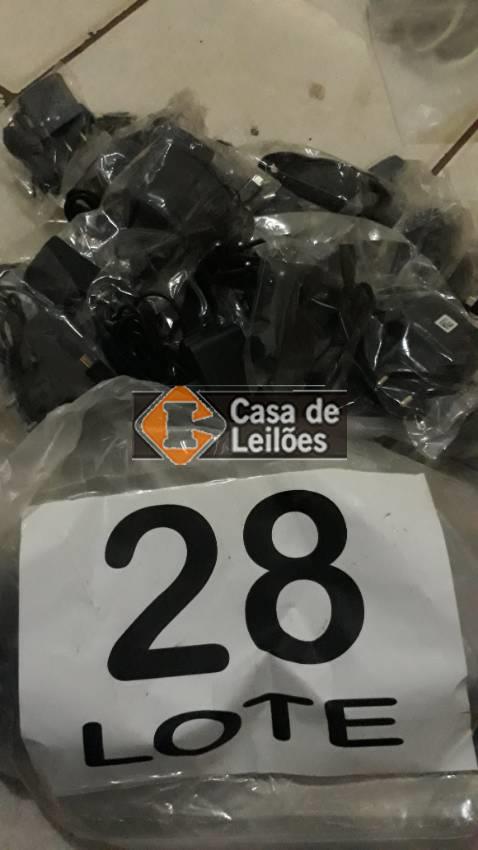 Casa de
Leilões
28
LOTE